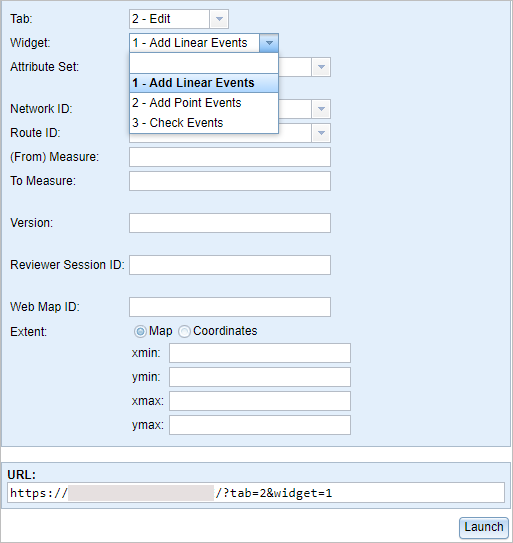 Tab: 2 - Edit
Widget: 1 - Add Linear Events
Attribute Set:
1 - Add Linear Events
2 - Add Point Events
3 - Check Events
Network ID:
Route ID:
(From) Measure:
To Measure:
Version:
Reviewer Session ID:
Web Map ID:
Extent: Map Coordinates
xmin:
ymin:
xmax:
ymax:
URL:
https:// /?tab=2&widget=1
Launch